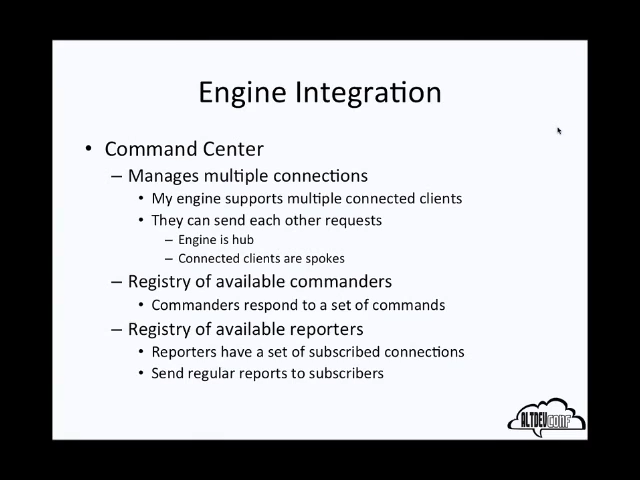 Engine Integration
• Command Center
– Manages multiple connections
• My engine supports multiple connected clients
• They can send each other requests
– Engine is hub
– Connected clients are spokes
– Registry of available commanders
• Commanders respond to a set of commands
– Registry of available reporters
• Reporters have a set of subscribed connections
• Send regular reports to subscribers
ALTDEVCONF